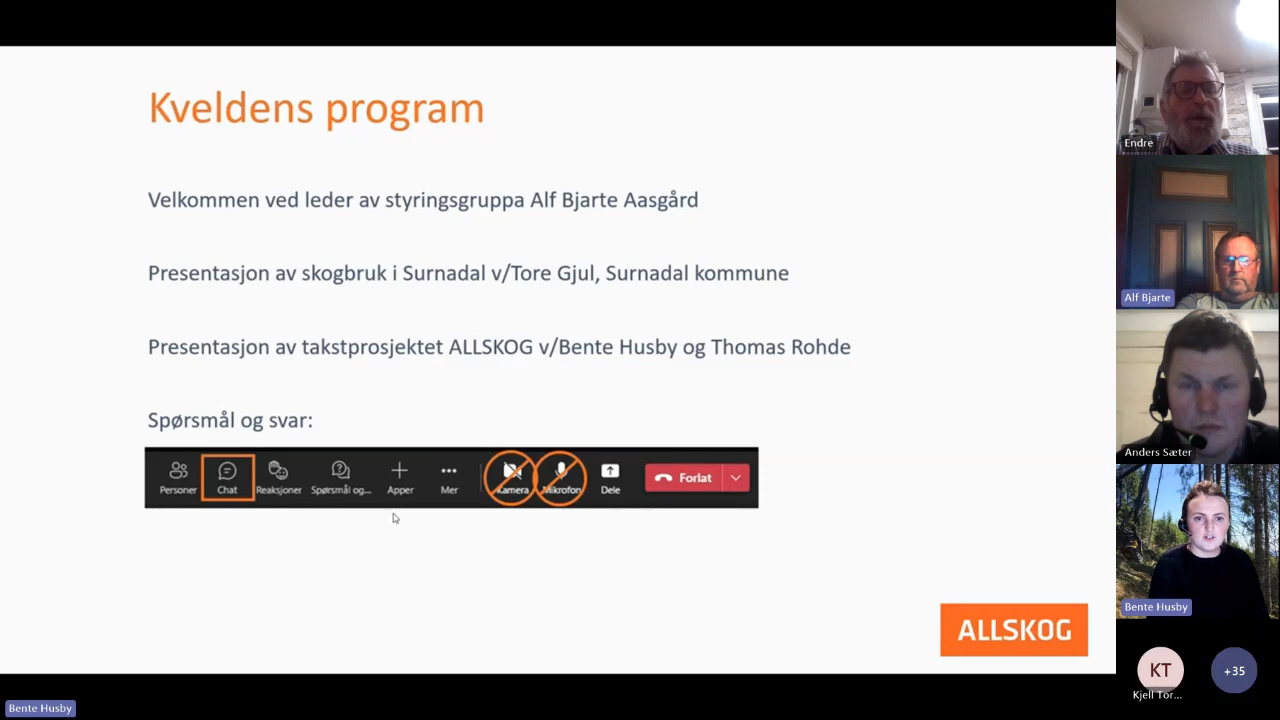 Kveldens program
Velkommen ved leder av styringsgruppa Alf Bjarte Aasgård
Presentasjon av skogbruk i Surnadal v/Tore Gjul, Surnadal kommune
Presentasjon av takstprosjektet ALLSKOG v/Bente Husby og Thomas Rohde
Spørsmål og svar:
Personer Chat Reaksjoner Spørsmål og... Apper Mer Kamera Mikrofon Dele Forlat
ALLSKOG
Endre
Alf Bjarte
Anders Sæter
Bente Husby
KT +35
Kjell Tor...
Bente Husby